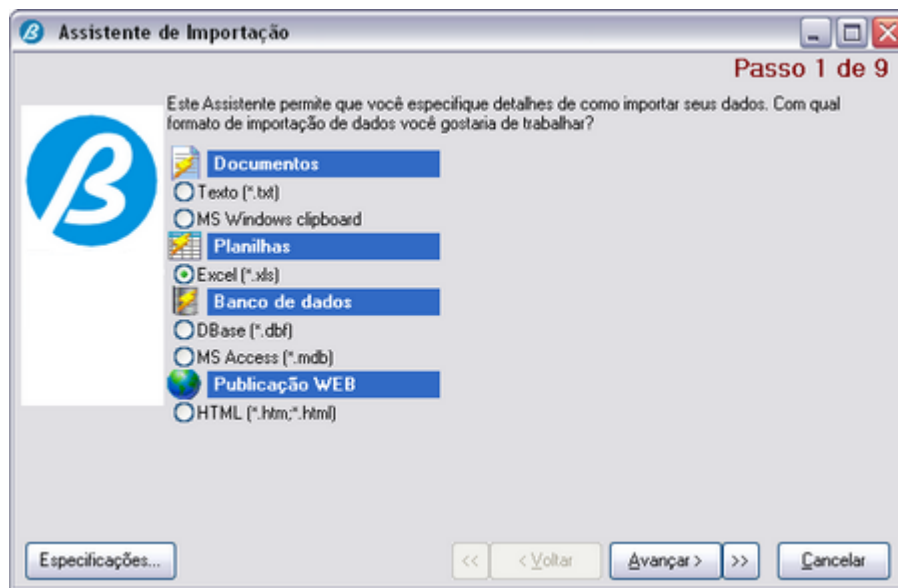 Assistente de Importação
Passo 1 de 9
Este Assistente permite que você especifique detalhes de como importar seus dados. Com qual
formato de importação de dados você gostaria de trabalhar?
Documentos
Texto (*.txt)
MS Windows clipboard
Planilhas
Excel (*.xls)
Banco de dados
DBase (*.dbf)
MS Access (*.mdb)
Publicação WEB
HTML (*.htm;*.html)
Especificações... << < Voltar Avançar > >> Cancelar